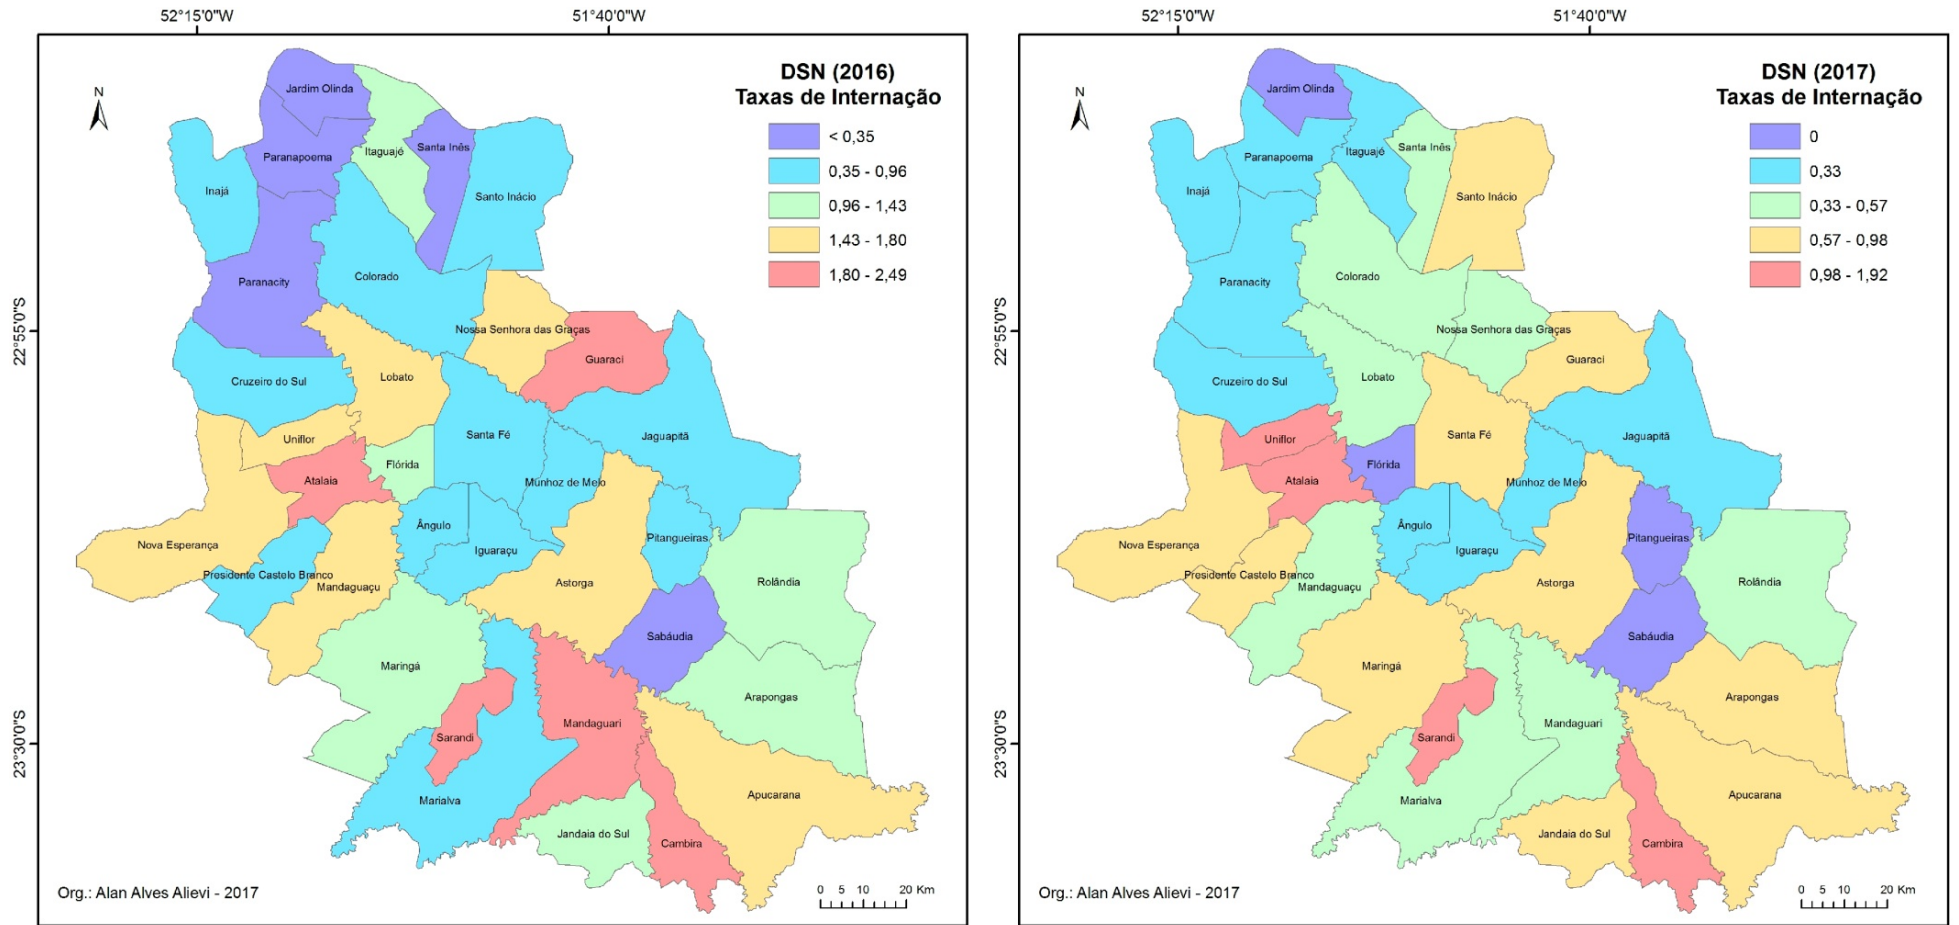 52°15'0"W
51°40'0"W
DSN (2016)
Taxas de Internação
N
< 0,35
0,35 - 0,96
0,96 - 1,43
1,43 - 1,80
1,80 - 2,49
Jardim Olinda
Paranapoema
Itaguajé
Santa Inês
Inajá
Santo Inácio
Paranacity
Colorado
22°55'0"S
Nossa Senhora das Graças
Guaraci
Cruzeiro do Sul
Lobato
Uniflor
Santa Fé
Jaguapitã
Flórida
Atalaia
Munhoz de Melo
Ângulo
Pitangueiras
Nova Esperança
Iguaraçu
Presidente Castelo Branco
Mandaguaçu
Astorga
Rolândia
Sabáudia
Maringá
Arapongas
Mandaguari
Sarandi
23°30'0"S
Marialva
Apucarana
Jandaia do Sul
Cambira
Org.: Alan Alves Alievi - 2017
0 5 10 20 Km
52°15'0"W
51°40'0"W
DSN (2017)
Taxas de Internação
N
0
0,33
0,33 - 0,57
0,57 - 0,98
0,98 - 1,92
Jardim Olinda
Paranapoema
Itaguajé
Santa Inês
Inajá
Santo Inácio
Paranacity
Colorado
22°55'0"S
Nossa Senhora das Graças
Guaraci
Cruzeiro do Sul
Lobato
Uniflor
Santa Fé
Jaguapitã
Flórida
Atalaia
Munhoz de Melo
Ângulo
Pitangueiras
Nova Esperança
Iguaraçu
Presidente Castelo Branco
Mandaguaçu
Astorga
Rolândia
Sabáudia
Maringá
Arapongas
Mandaguari
Sarandi
23°30'0"S
Marialva
Apucarana
Jandaia do Sul
Cambira
Org.: Alan Alves Alievi - 2017
0 5 10 20 Km